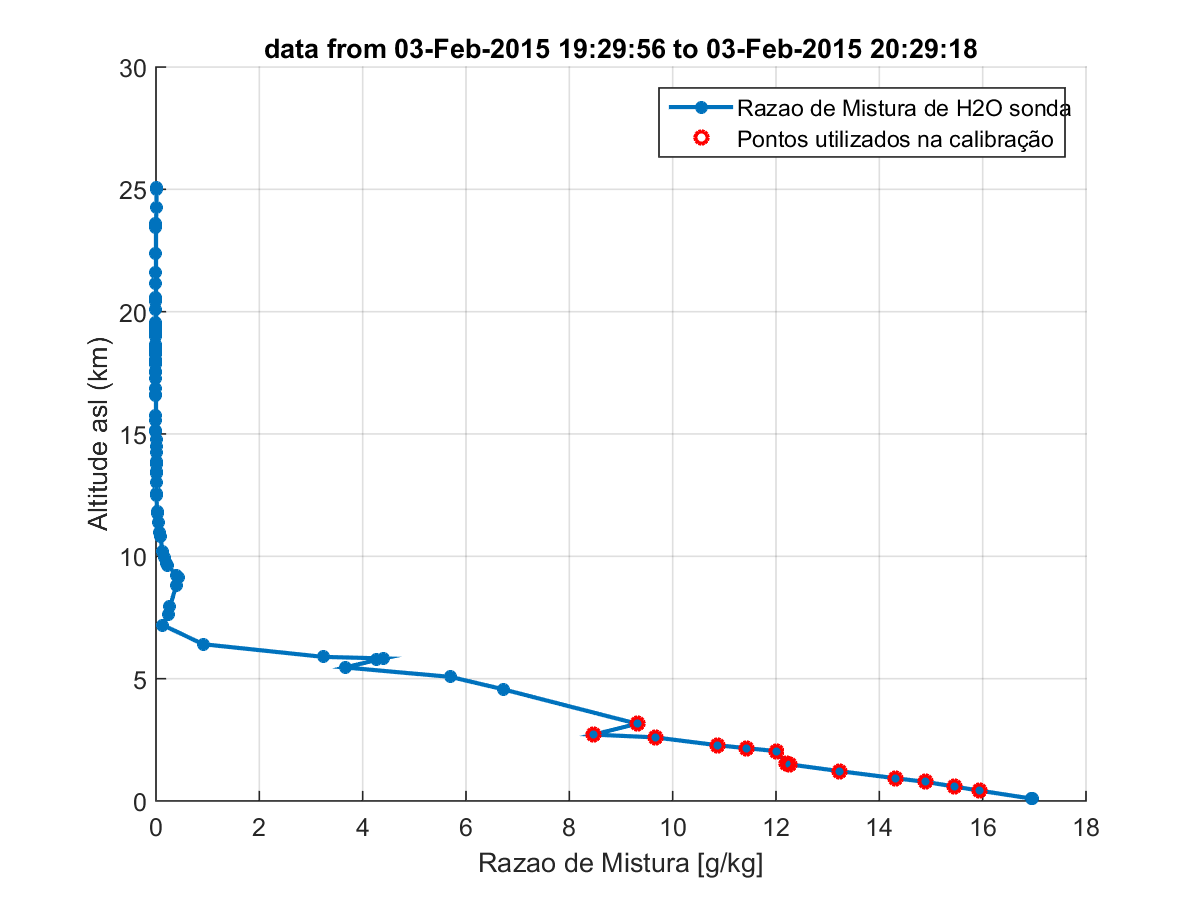 data from 03-Feb-2015 19:29:56 to 03-Feb-2015 20:29:18
Razao de Mistura de H2O sonda
Pontos utilizados na calibração
30
25
20
15
10
5
0
Altitude asl (km)
0 2 4 6 8 10 12 14 16 18
Razao de Mistura [g/kg]